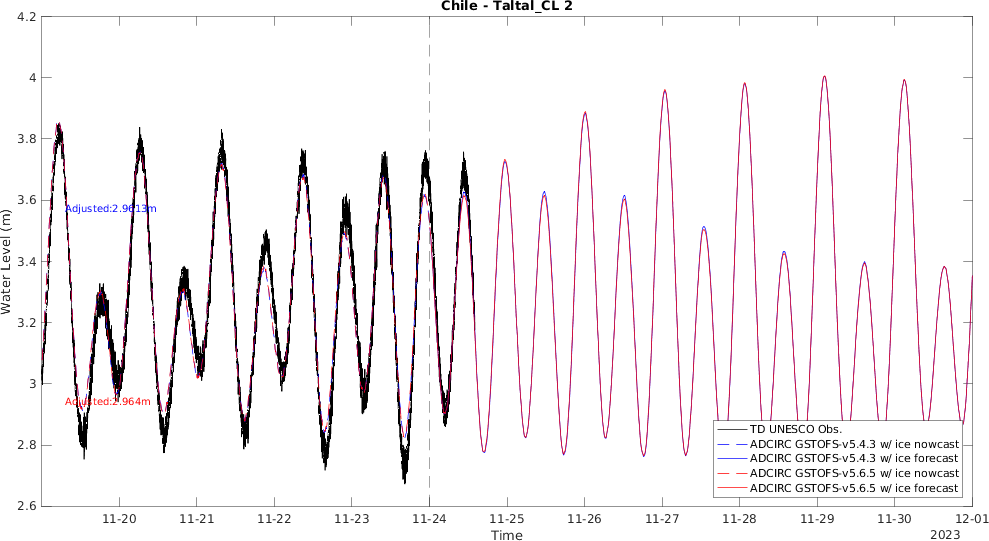 Chile - Taltal_CL 2
4.2
4
3.8
3.6
3.4
3.2
3
2.8
2.6
Water Level (m)
Adjusted:2.9613m
Adjusted:2.964m
TD UNESCO Obs.
ADCIRC GSTOFS-v5.4.3 w/ ice nowcast
ADCIRC GSTOFS-v5.4.3 w/ ice forecast
ADCIRC GSTOFS-v5.6.5 w/ ice nowcast
ADCIRC GSTOFS-v5.6.5 w/ ice forecast
11-20 11-21 11-22 11-23 11-24 11-25 11-26 11-27 11-28 11-29 11-30 12-01
Time
2023